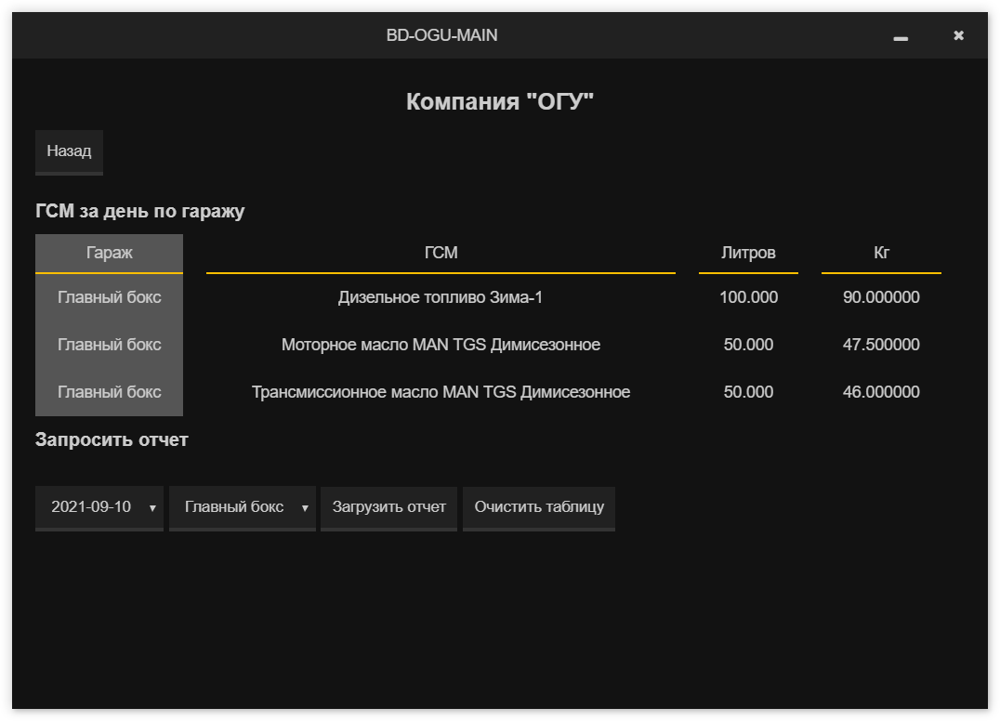 BD-OGU-MAIN
Компания "ОГУ"
Назад
ГСМ за день по гаражу
Гараж ГСМ Литров Кг
Главный бокс Дизельное топливо Зима-1 100.000 90.000000
Главный бокс Моторное масло MAN TGS Димисезонное 50.000 47.500000
Главный бокс Трансмиссионное масло MAN TGS Димисезонное 50.000 46.000000
Запросить отчет
2021-09-10 Главный бокс Загрузить отчет Очистить таблицу